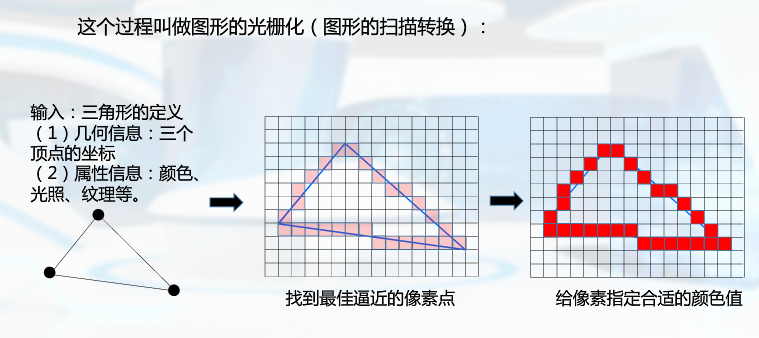 这个过程叫做图形的光栅化（图形的扫描转换）：
输入：三角形的定义
（1）几何信息：三个
顶点的坐标
（2）属性信息：颜色、
光照、纹理等。
找到最佳逼近的像素点
给像素指定合适的颜色值